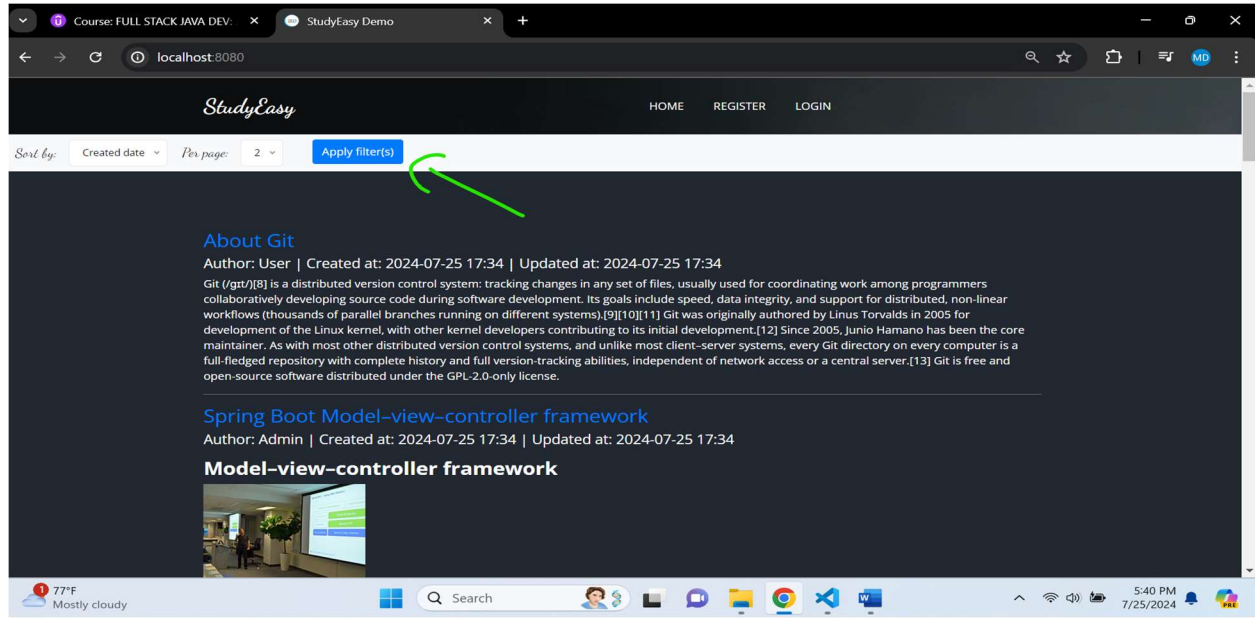 Course: FULL STACK JAVA DEV:
StudyEasy Demo
localhost:8080
MD
StudyEasy
HOME REGISTER LOGIN
Sort by: Created date Per page: 2 Apply filter(s)
About Git
Author: User | Created at: 2024-07-25 17:34 | Updated at: 2024-07-25 17:34
Git (/ɡɪt/)[8] is a distributed version control system: tracking changes in any set of files, usually used for coordinating work among programmers
collaboratively developing source code during software development. Its goals include speed, data integrity, and support for distributed, non-linear
workflows (thousands of parallel branches running on different systems).[9][10][11] Git was originally authored by Linus Torvalds in 2005 for
development of the Linux kernel, with other kernel developers contributing to its initial development.[12] Since 2005, Junio Hamano has been the core
maintainer. As with most other distributed version control systems, and unlike most client–server systems, every Git directory on every computer is a
full-fledged repository with complete history and full version-tracking abilities, independent of network access or a central server.[13] Git is free and
open-source software distributed under the GPL-2.0-only license.
Spring Boot Model–view–controller framework
Author: Admin | Created at: 2024-07-25 17:34 | Updated at: 2024-07-25 17:34
Model–view–controller framework
1
77°F
Mostly cloudy
Search
5:40 PM
7/25/2024
PRE